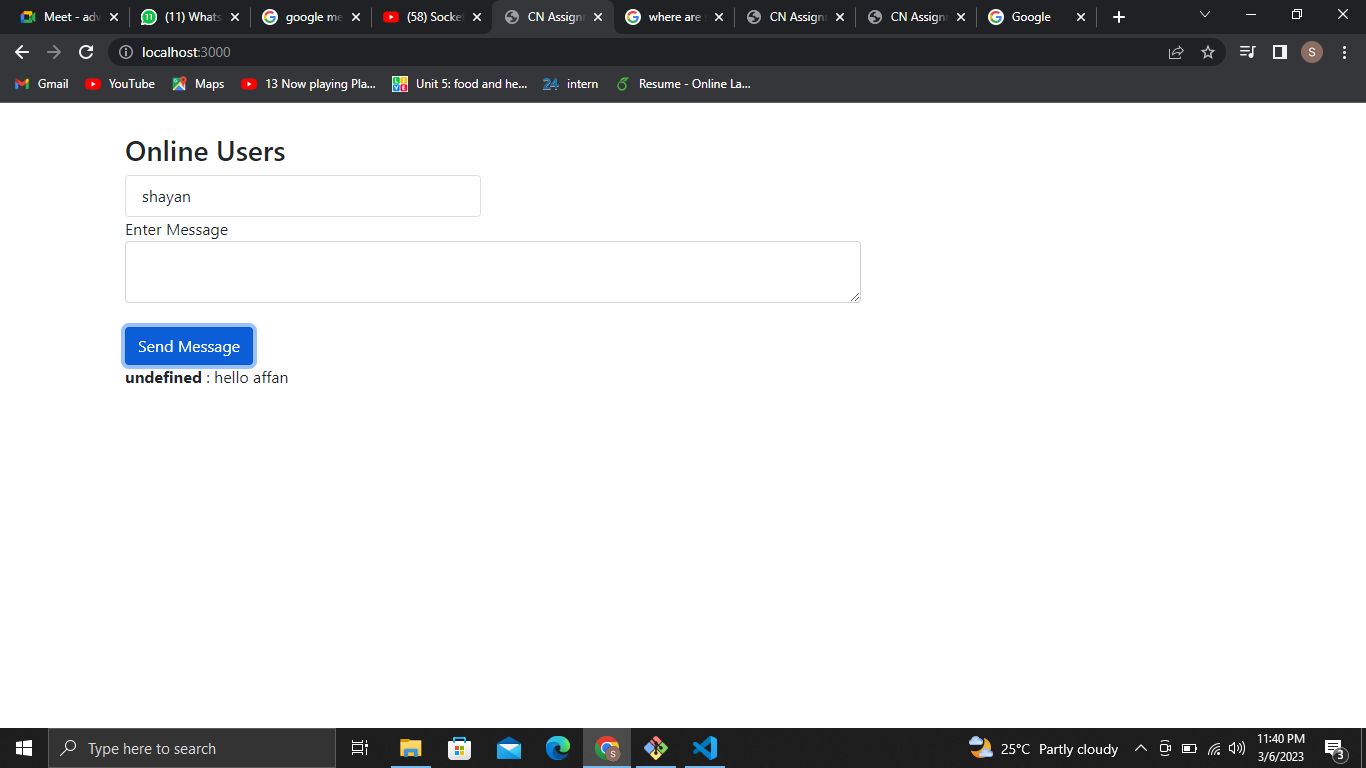 Meet - adv
(11) Whats
google me
(58) Socke
CN Assign
where are
CN Assign
CN Assign
Google
localhost:3000
S
Gmail
YouTube
Maps
13 Now playing Pla...
Unit 5: food and he...
24 intern
Resume - Online La...
Online Users
shayan
Enter Message
Send Message
undefined : hello affan
Type here to search
25°C Partly cloudy
11:40 PM
3/6/2023
3